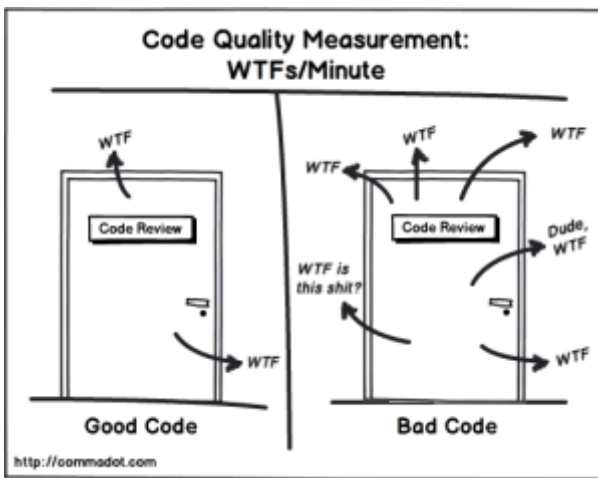 Code Quality Measurement:
WTFs/Minute
WTF
Code Review
WTF
Good Code
WTF
WTF
WTF
Code Review
Dude,
WTF
WTF is
this shit?
WTF
Bad Code
http://commadot.com